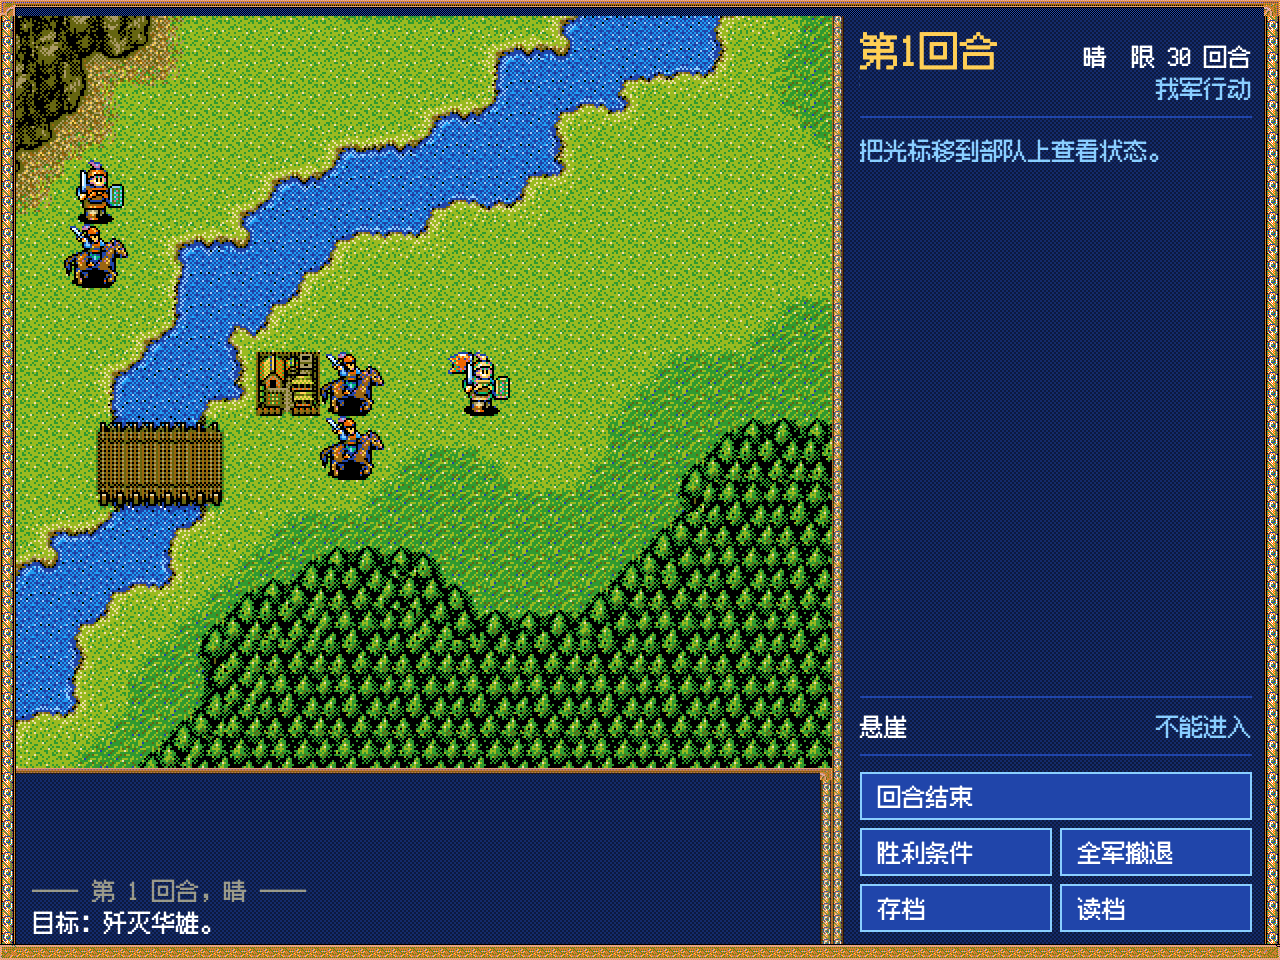 第1回合
晴 限 30 回合
我军行动
把光标移到部队上查看状态。
悬崖 不能进入
回合结束
胜利条件 全军撤退
存档 读档
—— 第 1 回合，晴 ——
目标：歼灭华雄。